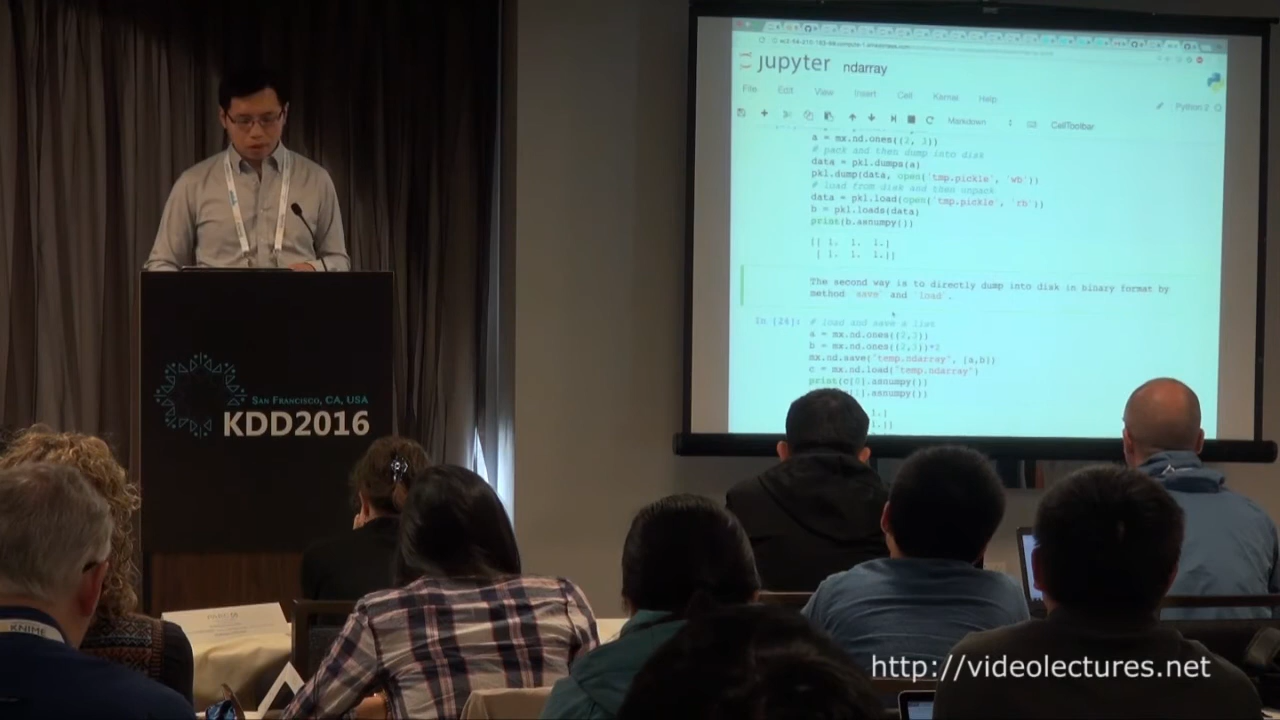 jupyter ndarray
File Edit View Insert Cell Kernel Help
Python 2
Markdown CellToolbar
a = mx.nd.ones((2, 3))
# pack and then dump into disk
data = pkl.dumps(a)
pkl.dump(data, open('tmp.pickle', 'wb'))
# load from disk and then unpack
data = pkl.load(open('tmp.pickle', 'rb'))
b = pkl.loads(data)
print(b.asnumpy())
[[ 1. 1. 1.]
[ 1. 1. 1.]]
The second way is to directly dump into disk in binary format by
method `save` and `load`.
In [24]: # load and save a list
a = mx.nd.ones((2,3))
b = mx.nd.ones((2,3))*2
mx.nd.save("temp.ndarray", [a,b])
c = mx.nd.load("temp.ndarray")
print(c[0].asnumpy())
.asnumpy())
1.]
.]]
SAN FRANCISCO, CA, USA
KDD2016
KNIME
http://videolectures.net